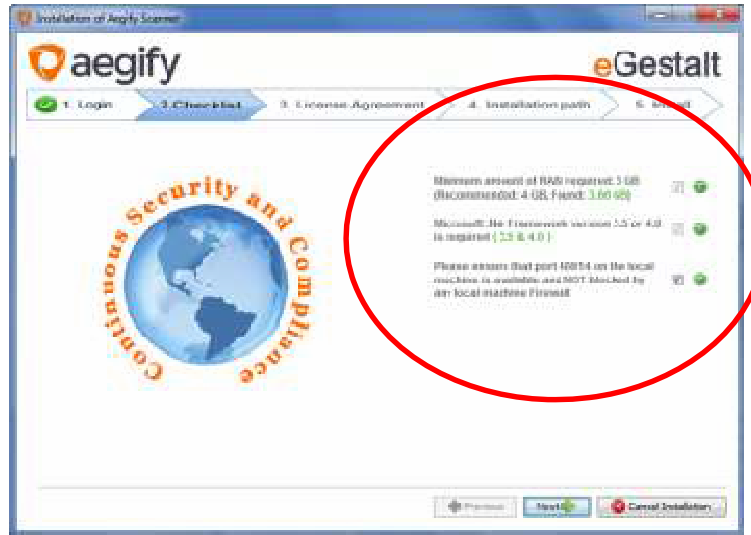 Installation of Aegify Scanner
aegify
eGestalt
1. Login
2.Checklist
3. License Agreement
4. Installation path
5. Install
Continuous Security and Compliance
Minimum amount of RAM required: 3 GB
(Recommended: 4 GB, Found:
Microsoft .Net Framework version 3.5 or 4.0
is required ( 3.5 & 4.0 )
Please ensure that port on the local
machine is available and NOT blocked by
any local machine Firewall
Previous
Next
Cancel Installation